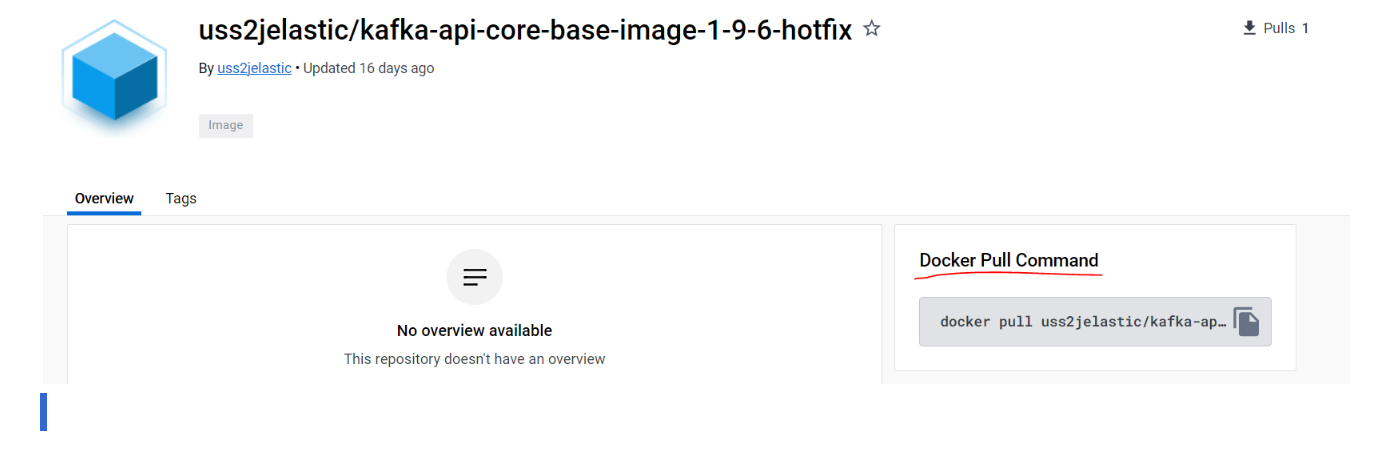 uss2jelastic/kafka-api-core-base-image-1-9-6-hotfix
Pulls 1
By uss2jelastic • Updated 16 days ago
Image
Overview Tags
No overview available
This repository doesn't have an overview
Docker Pull Command
docker pull uss2jelastic/kafka-ap…